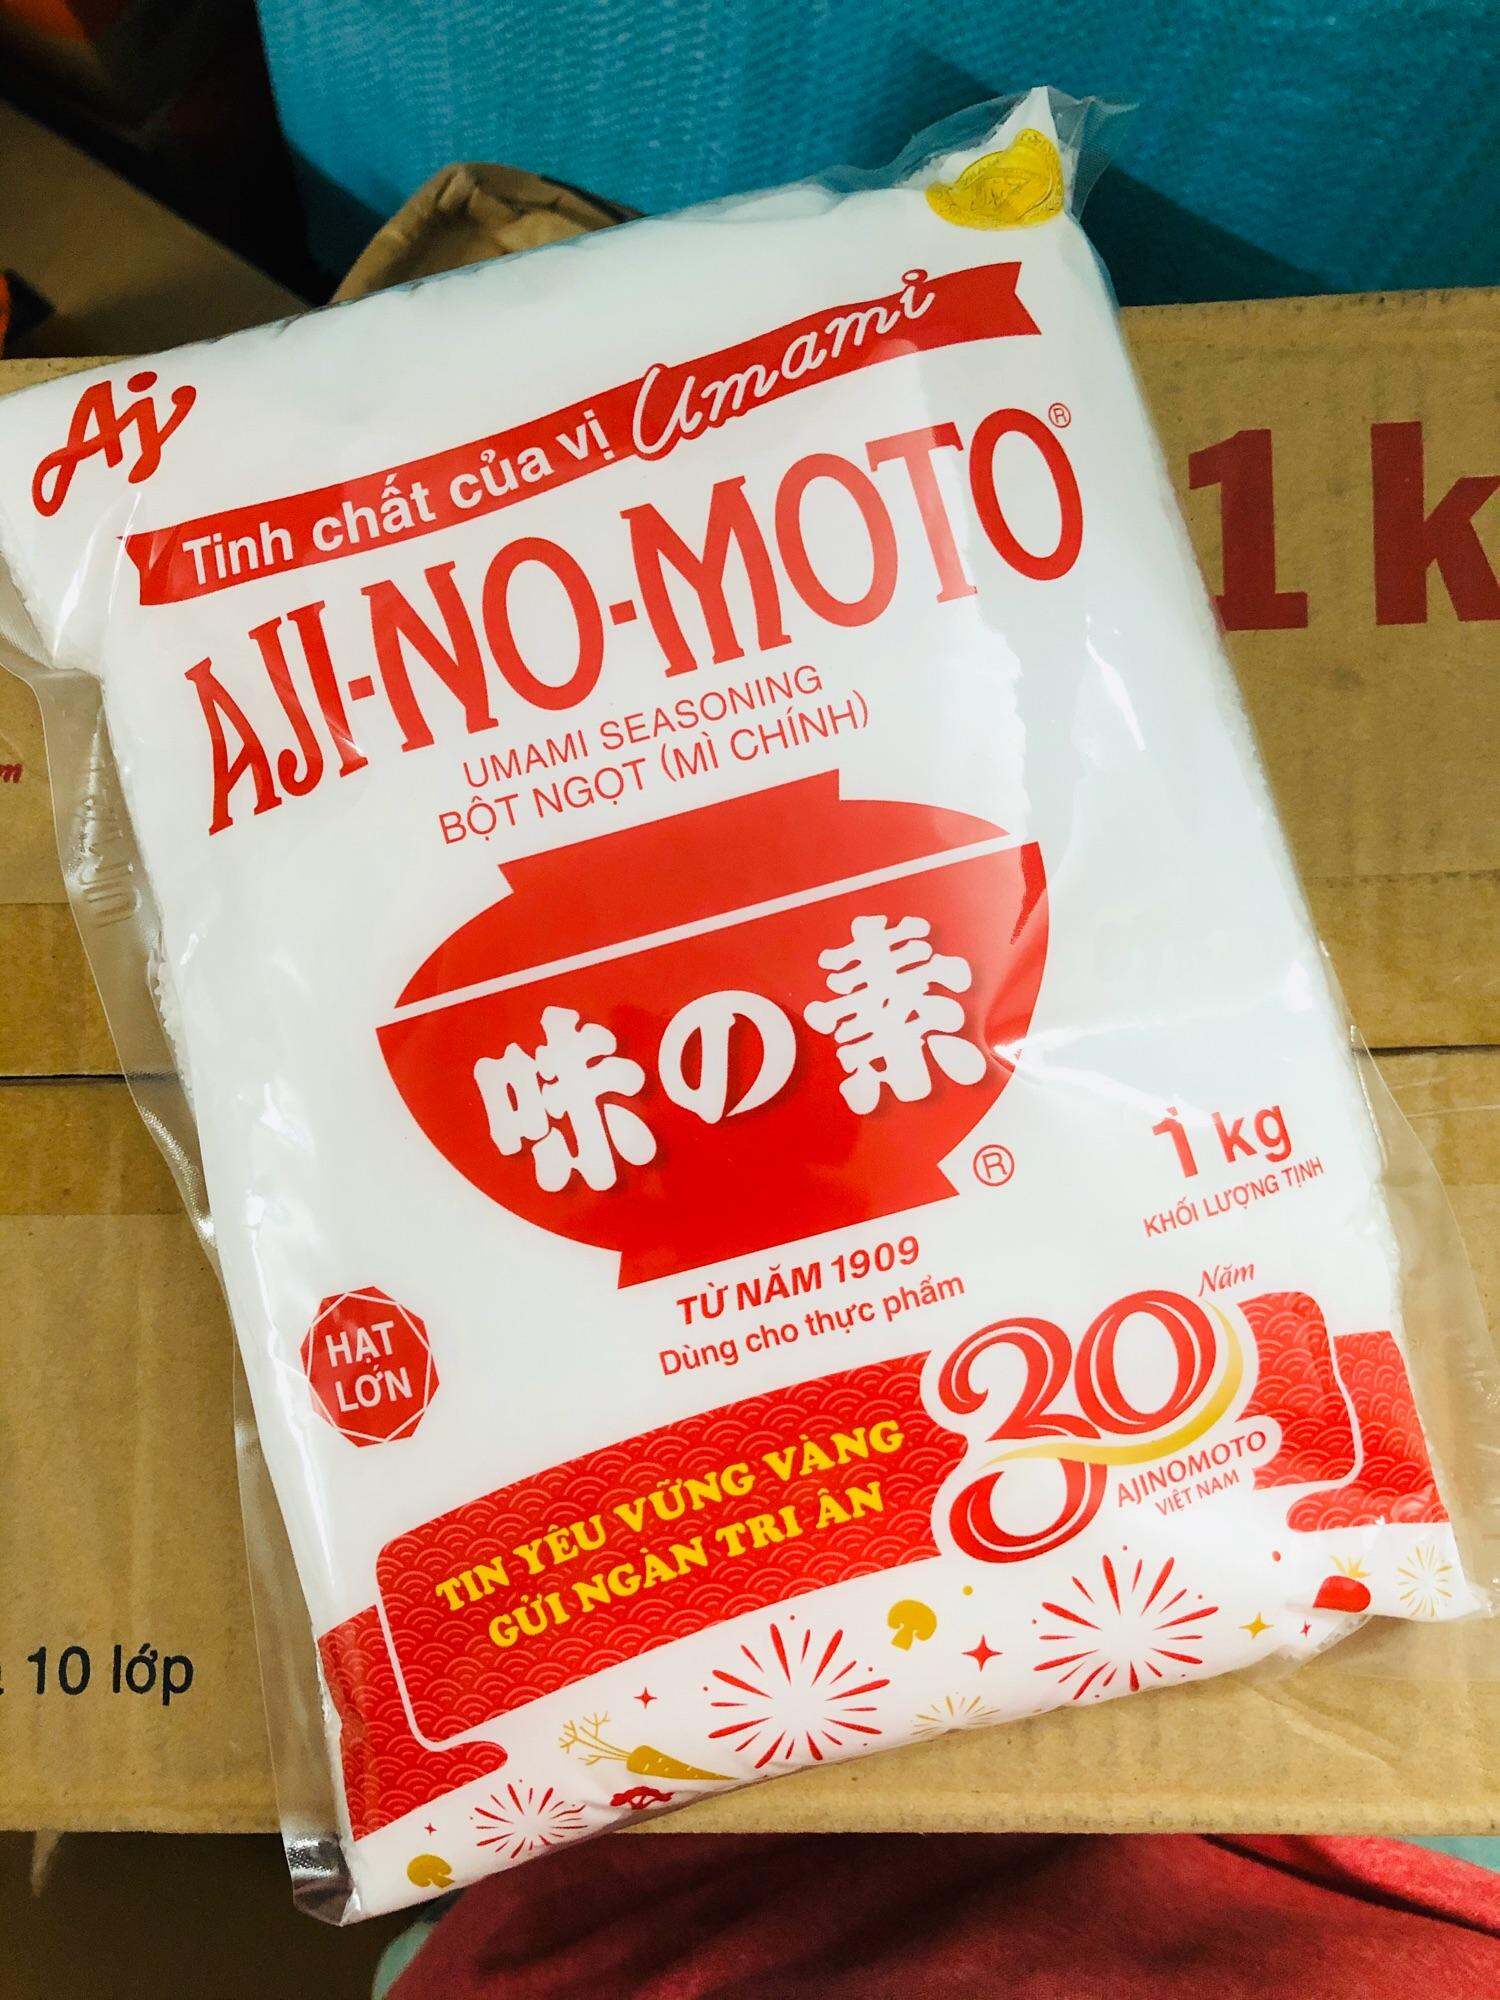 Aj
Tinh chất của vị Umami
AJI-NO-MOTO®
UMAMI SEASONING
BỘT NGỌT (MÌ CHÍNH)
味の素
®
1 kg
KHỐI LƯỢNG TỊNH
TỪ NĂM 1909
Dùng cho thực phẩm
HẠT
LỚN
30 Năm
AJINOMOTO
VIỆT NAM
TIN YÊU VỮNG VÀNG
GỬI NGÀN TRI ÂN
1 k
10 lớp